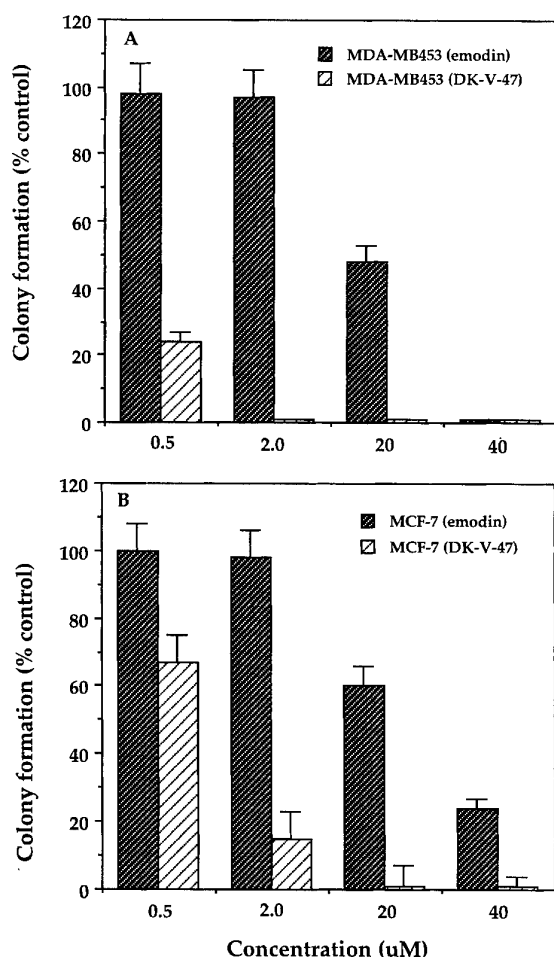 A
MDA-MB453 (emodin)
MDA-MB453 (DK-V-47)
Colony formation (% control)
120
100
80
60
40
20
0
0.5 2.0 20 40
B
MCF-7 (emodin)
MCF-7 (DK-V-47)
Colony formation (% control)
120
100
80
60
40
20
0
0.5 2.0 20 40
Concentration (uM)